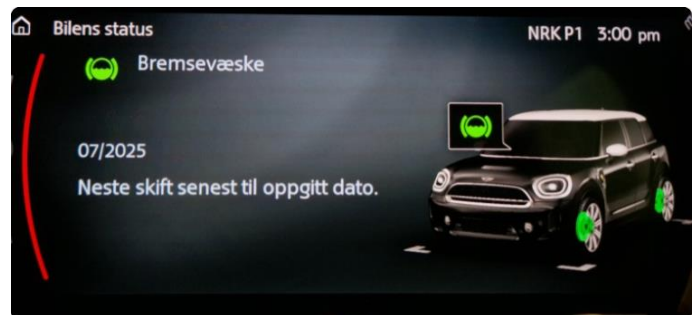 Bilens status
NRK P1 3:00 pm
Bremsevæske
07/2025
Neste skift senest til oppgitt dato.